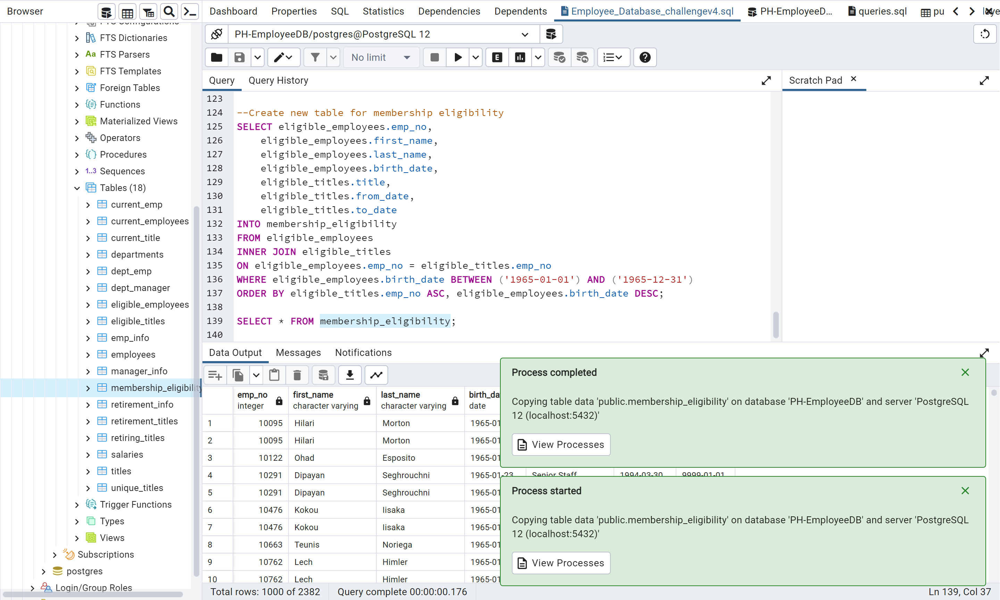 Browser
Dashboard Properties SQL Statistics Dependencies Dependents Employee_Database_challengev4.sql PH-EmployeeD... queries.sql pu
FTS Dictionaries
Aa FTS Parsers
FTS Templates
Foreign Tables
Functions
Materialized Views
Operators
Procedures
1..3 Sequences
Tables (18)
current_emp
current_employees
current_title
departments
dept_emp
dept_manager
eligible_employees
eligible_titles
emp_info
employees
manager_info
membership_eligibility
retirement_info
retirement_titles
retiring_titles
salaries
titles
unique_titles
Trigger Functions
Types
Views
Subscriptions
postgres
Login/Group Roles
PH-EmployeeDB/postgres@PostgreSQL 12
No limit
E
Query Query History
Scratch Pad
123
124 --Create new table for membership eligibility
125 SELECT eligible_employees.emp_no,
126 eligible_employees.first_name,
127 eligible_employees.last_name,
128 eligible_employees.birth_date,
129 eligible_titles.title,
130 eligible_titles.from_date,
131 eligible_titles.to_date
132 INTO membership_eligibility
133 FROM eligible_employees
134 INNER JOIN eligible_titles
135 ON eligible_employees.emp_no = eligible_titles.emp_no
136 WHERE eligible_employees.birth_date BETWEEN ('1965-01-01') AND ('1965-12-31')
137 ORDER BY eligible_titles.emp_no ASC, eligible_employees.birth_date DESC;
138
139 SELECT * FROM membership_eligibility;
140
Data Output Messages Notifications
emp_no first_name last_name birth_da
integer character varying character varying date
1 10095 Hilari Morton 1965-01
2 10095 Hilari Morton 1965-01
3 10122 Ohad Esposito 1965-01
4 10291 Dipayan Seghrouchni 1965-01-23 Senior Staff 1994-03-30 9999-01-01
5 10291 Dipayan Seghrouchni 1965-01
6 10476 Kokou Iisaka 1965-01
7 10476 Kokou Iisaka 1965-01
8 10663 Teunis Noriega 1965-01
9 10762 Lech Himler 1965-01
10 10762 Lech Himler
Process completed
Copying table data 'public.membership_eligibility' on database 'PH-EmployeeDB' and server 'PostgreSQL
12 (localhost:5432)'
View Processes
Process started
Copying table data 'public.membership_eligibility' on database 'PH-EmployeeDB' and server 'PostgreSQL
12 (localhost:5432)'
View Processes
Total rows: 1000 of 2382 Query complete 00:00:00.176 Ln 139, Col 37